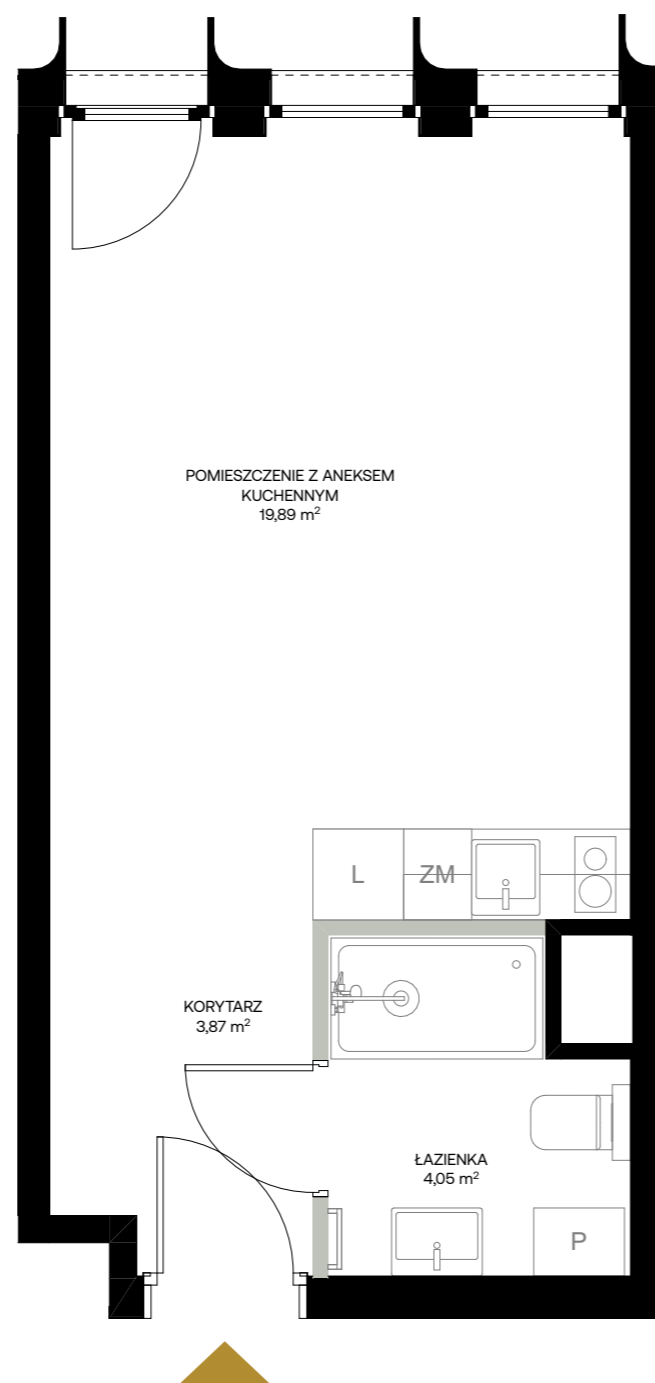 POMIESZCZENIE Z ANEKSEM
KUCHENNYM
19,89 m²
L
ZM
KORYTARZ
3,87 m²
ŁAZIENKA
4,05 m²
P